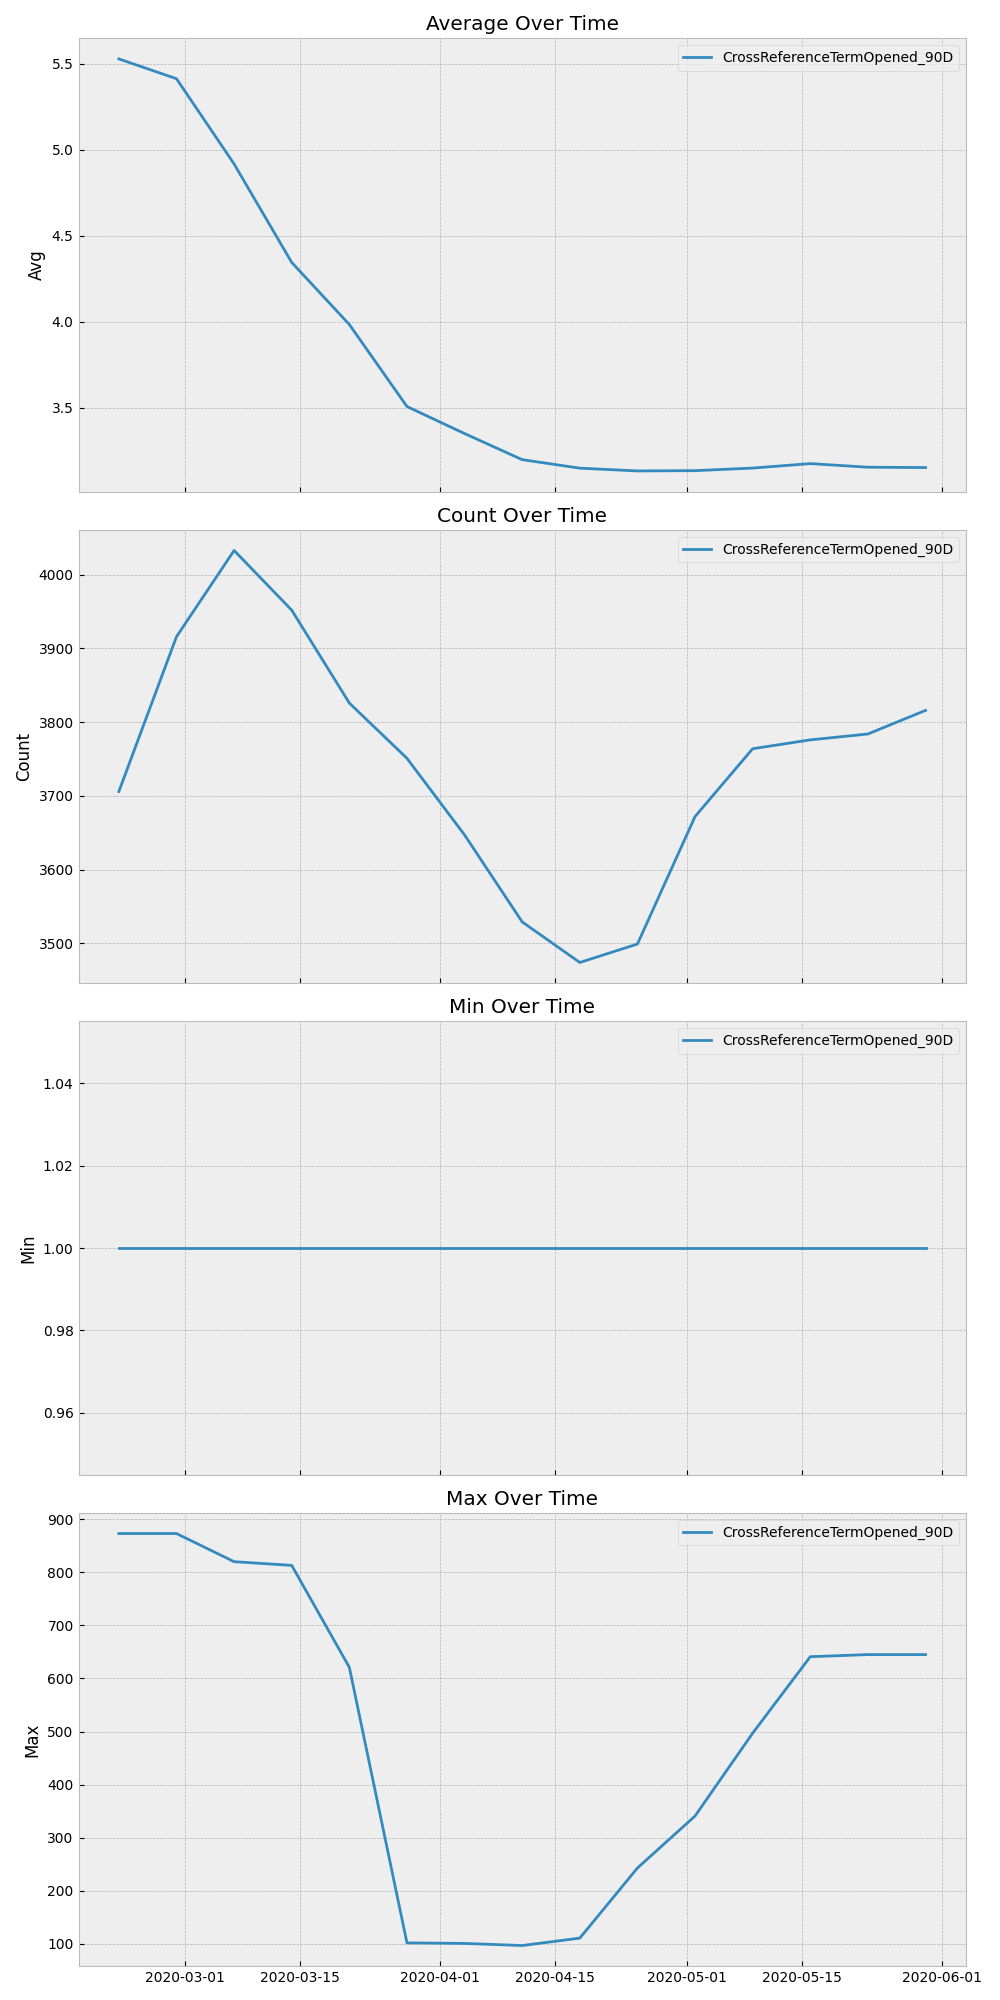 Average Over Time
CrossReferenceTermOpened_90D
5.5
5.0
4.5
4.0
3.5
Avg
Count Over Time
CrossReferenceTermOpened_90D
4000
3900
3800
3700
3600
3500
Count
Min Over Time
CrossReferenceTermOpened_90D
1.04
1.02
1.00
0.98
0.96
Min
Max Over Time
CrossReferenceTermOpened_90D
900
800
700
600
500
400
300
200
100
Max
2020-03-01 2020-03-15 2020-04-01 2020-04-15 2020-05-01 2020-05-15 2020-06-01